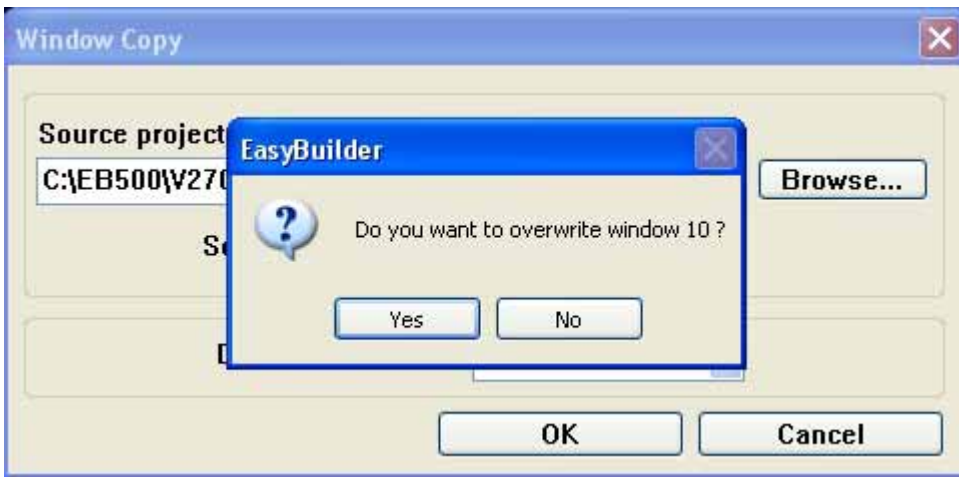 Window Copy
Source project
C:\EB500\V270
EasyBuilder
Browse...
Do you want to overwrite window 10 ?
Yes
No
OK
Cancel